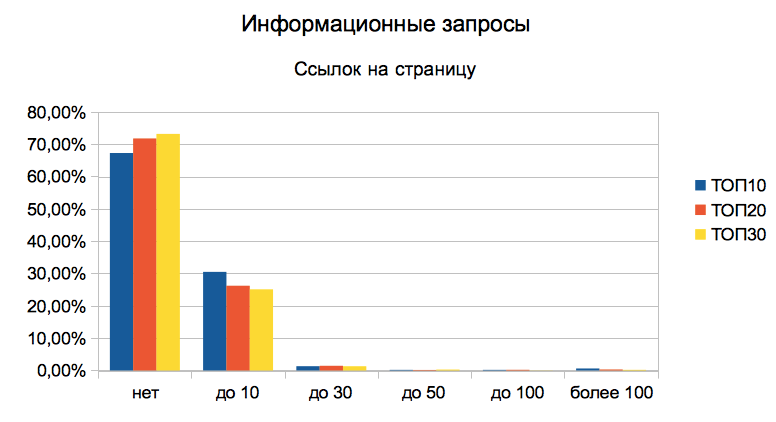 Информационные запросы
Ссылок на страницу
80,00%
70,00%
60,00%
50,00%
40,00%
30,00%
20,00%
10,00%
0,00%
нет до 10 до 30 до 50 до 100 более 100
ТОП10
ТОП20
ТОП30